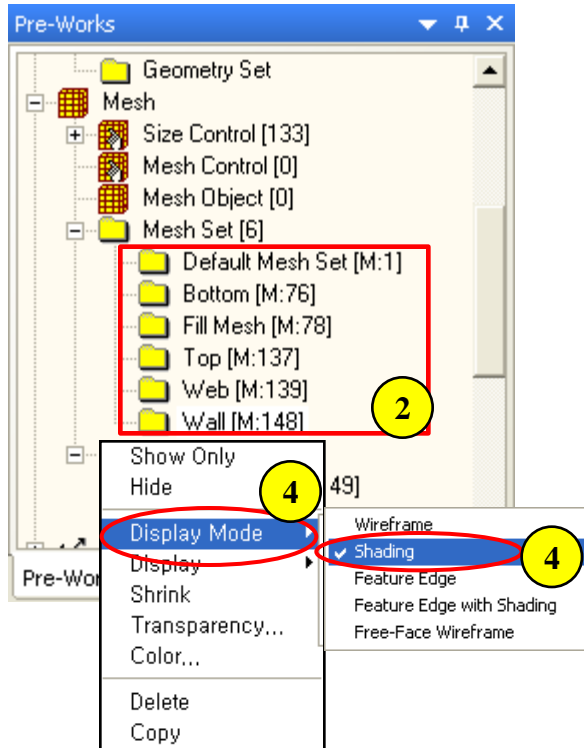 Pre-Works
Geometry Set
Mesh
Size Control [133]
Mesh Control [0]
Mesh Object [0]
Mesh Set [6]
Default Mesh Set [M:1]
Bottom [M:76]
Fill Mesh [M:78]
Top [M:137]
Web [M:139]
2
Wall [M:148]
Show Only
Hide
4
49]
Display Mode
Wireframe
Shading
4
Display
Feature Edge
Pre-Wor
Shrink
Feature Edge with Shading
Transparency...
Free-Face Wireframe
Color...
Delete
Copy